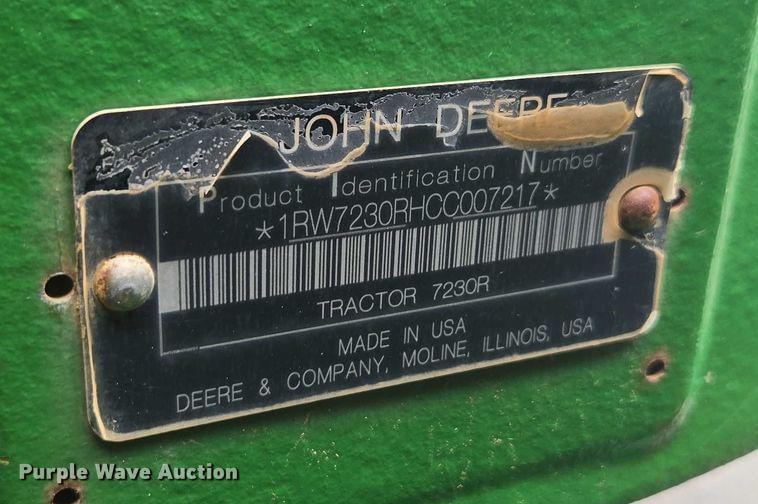 JOHN DEERE
Product Identification Number
*1RW7230RHCC007217*
TRACTOR 7230R
MADE IN USA
DEERE & COMPANY, MOLINE, ILLINOIS, USA
Purple Wave Auction